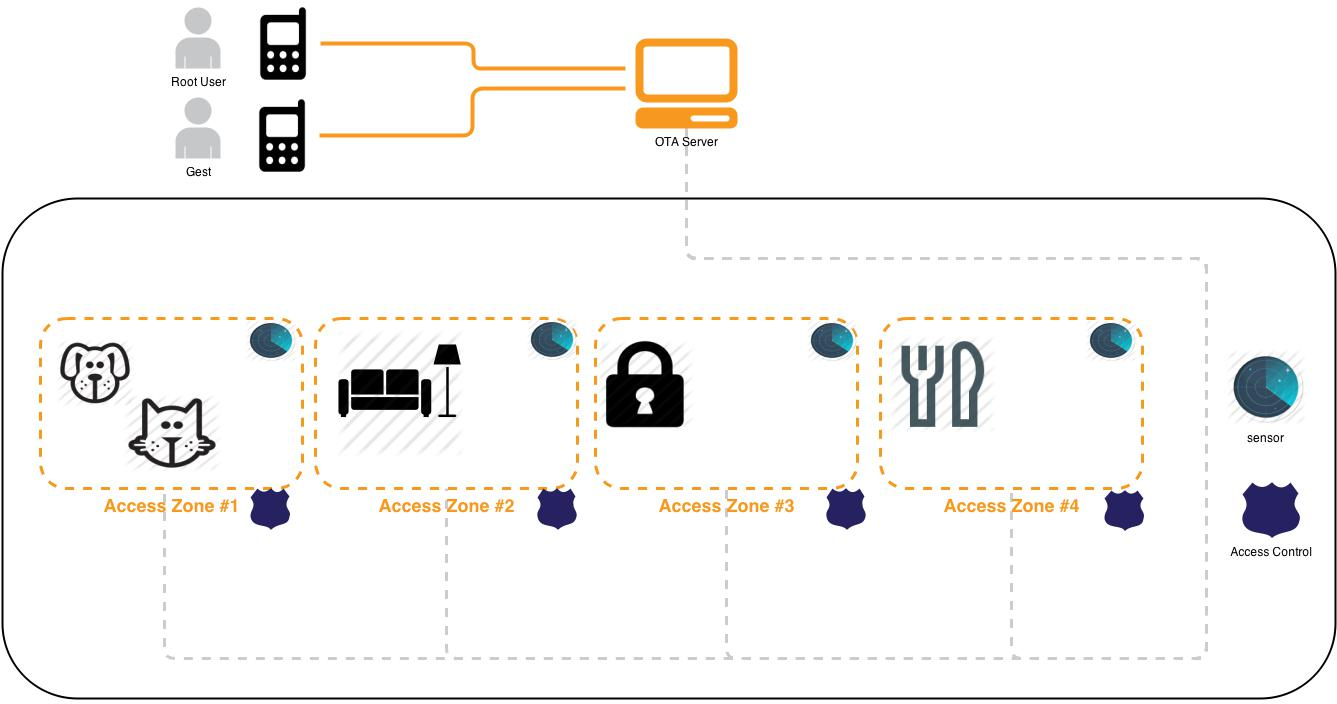 Root User
Gest
OTA Server
Access Zone #1
Access Zone #2
Access Zone #3
Access Zone #4
sensor
Access Control